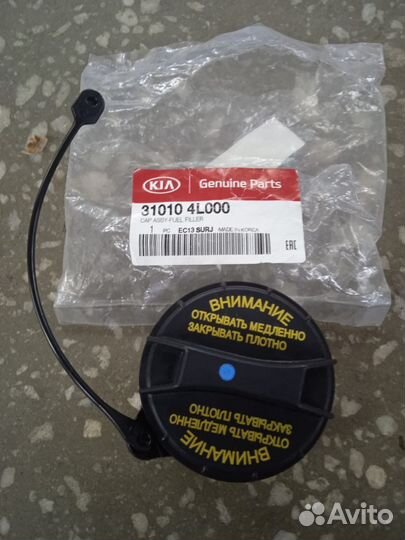 KIA Genuine Parts
31010 4L000
CAP ASSY-FUEL FILLER
1 PC EC13 SURJ MADE IN KOREA
EAC
ВНИМАНИЕ
ОТКРЫВАТЬ МЕДЛЕННО
ЗАКРЫВАТЬ ПЛОТНО
ВНИМАНИЕ
ОТКРЫВАТЬ МЕДЛЕННО
ЗАКРЫВАТЬ ПЛОТНО
Avito